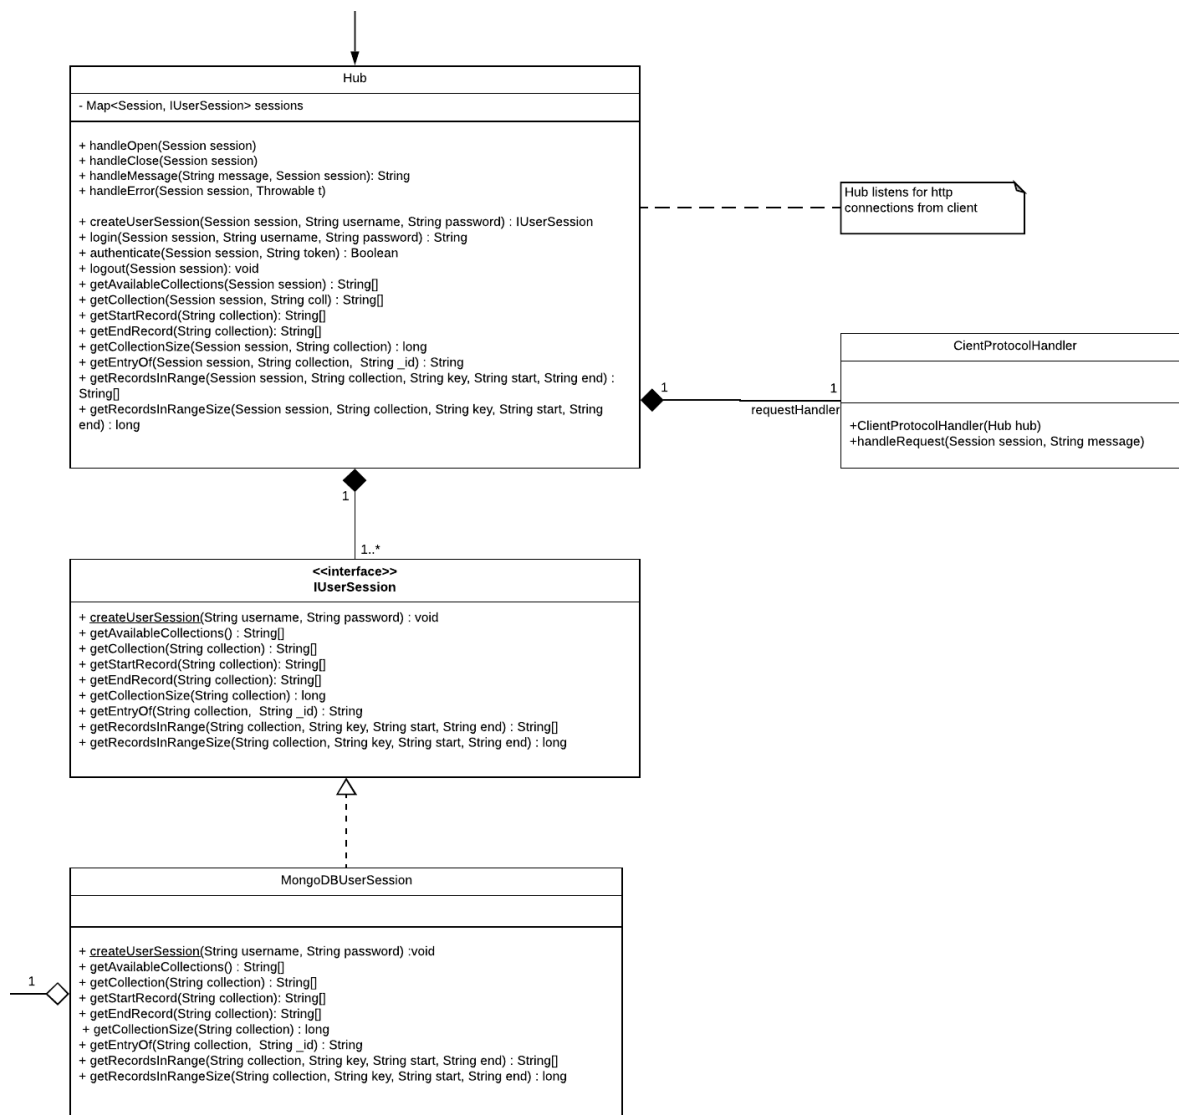 Hub
- Map<Session, IUserSession> sessions
+ handleOpen(Session session)
+ handleClose(Session session)
+ handleMessage(String message, Session session): String
+ handleError(Session session, Throwable t)
+ createUserSession(Session session, String username, String password) : IUserSession
+ login(Session session, String username, String password) : String
+ authenticate(Session session, String token) : Boolean
+ logout(Session session): void
+ getAvailableCollections(Session session) : String[]
+ getCollection(Session session, String coll) : String[]
+ getStartRecord(String collection): String[]
+ getEndRecord(String collection): String[]
+ getCollectionSize(Session session, String collection) : long
+ getEntryOf(Session session, String collection,  String _id) : String
+ getRecordsInRange(Session session, String collection, String key, String start, String end) :
String[]
+ getRecordsInRangeSize(Session session, String collection, String key, String start, String
end) : long
Hub listens for http
connections from client
CientProtocolHandler
+ClientProtocolHandler(Hub hub)
+handleRequest(Session session, String message)
1
1
requestHandler
1
1..*
<<interface>>
IUserSession
+ createUserSession(String username, String password) : void
+ getAvailableCollections() : String[]
+ getCollection(String collection) : String[]
+ getStartRecord(String collection): String[]
+ getEndRecord(String collection): String[]
+ getCollectionSize(String collection) : long
+ getEntryOf(String collection,  String _id) : String
+ getRecordsInRange(String collection, String key, String start, String end) : String[]
+ getRecordsInRangeSize(String collection, String key, String start, String end) : long
MongoDBUserSession
+ createUserSession(String username, String password) :void
+ getAvailableCollections() : String[]
+ getCollection(String collection) : String[]
+ getStartRecord(String collection): String[]
+ getEndRecord(String collection): String[]
+ getCollectionSize(String collection) : long
+ getEntryOf(String collection,  String _id) : String
+ getRecordsInRange(String collection, String key, String start, String end) : String[]
+ getRecordsInRangeSize(String collection, String key, String start, String end) : long
1